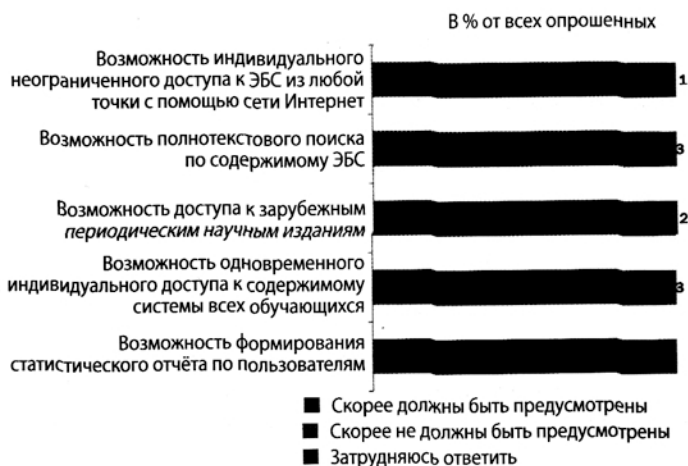 В % от всех опрошенных
Возможность индивидуального
неограниченного доступа к ЭБС из любой
точки с помощью сети Интернет
1
Возможность полнотекстового поиска
по содержимому ЭБС
3
Возможность доступа к зарубежным
периодическим научным изданиям
2
Возможность одновременного
индивидуального доступа к содержимому
системы всех обучающихся
3
Возможность формирования
статистического отчёта по пользователям
Скорее должны быть предусмотрены
Скорее не должны быть предусмотрены
Затрудняюсь ответить